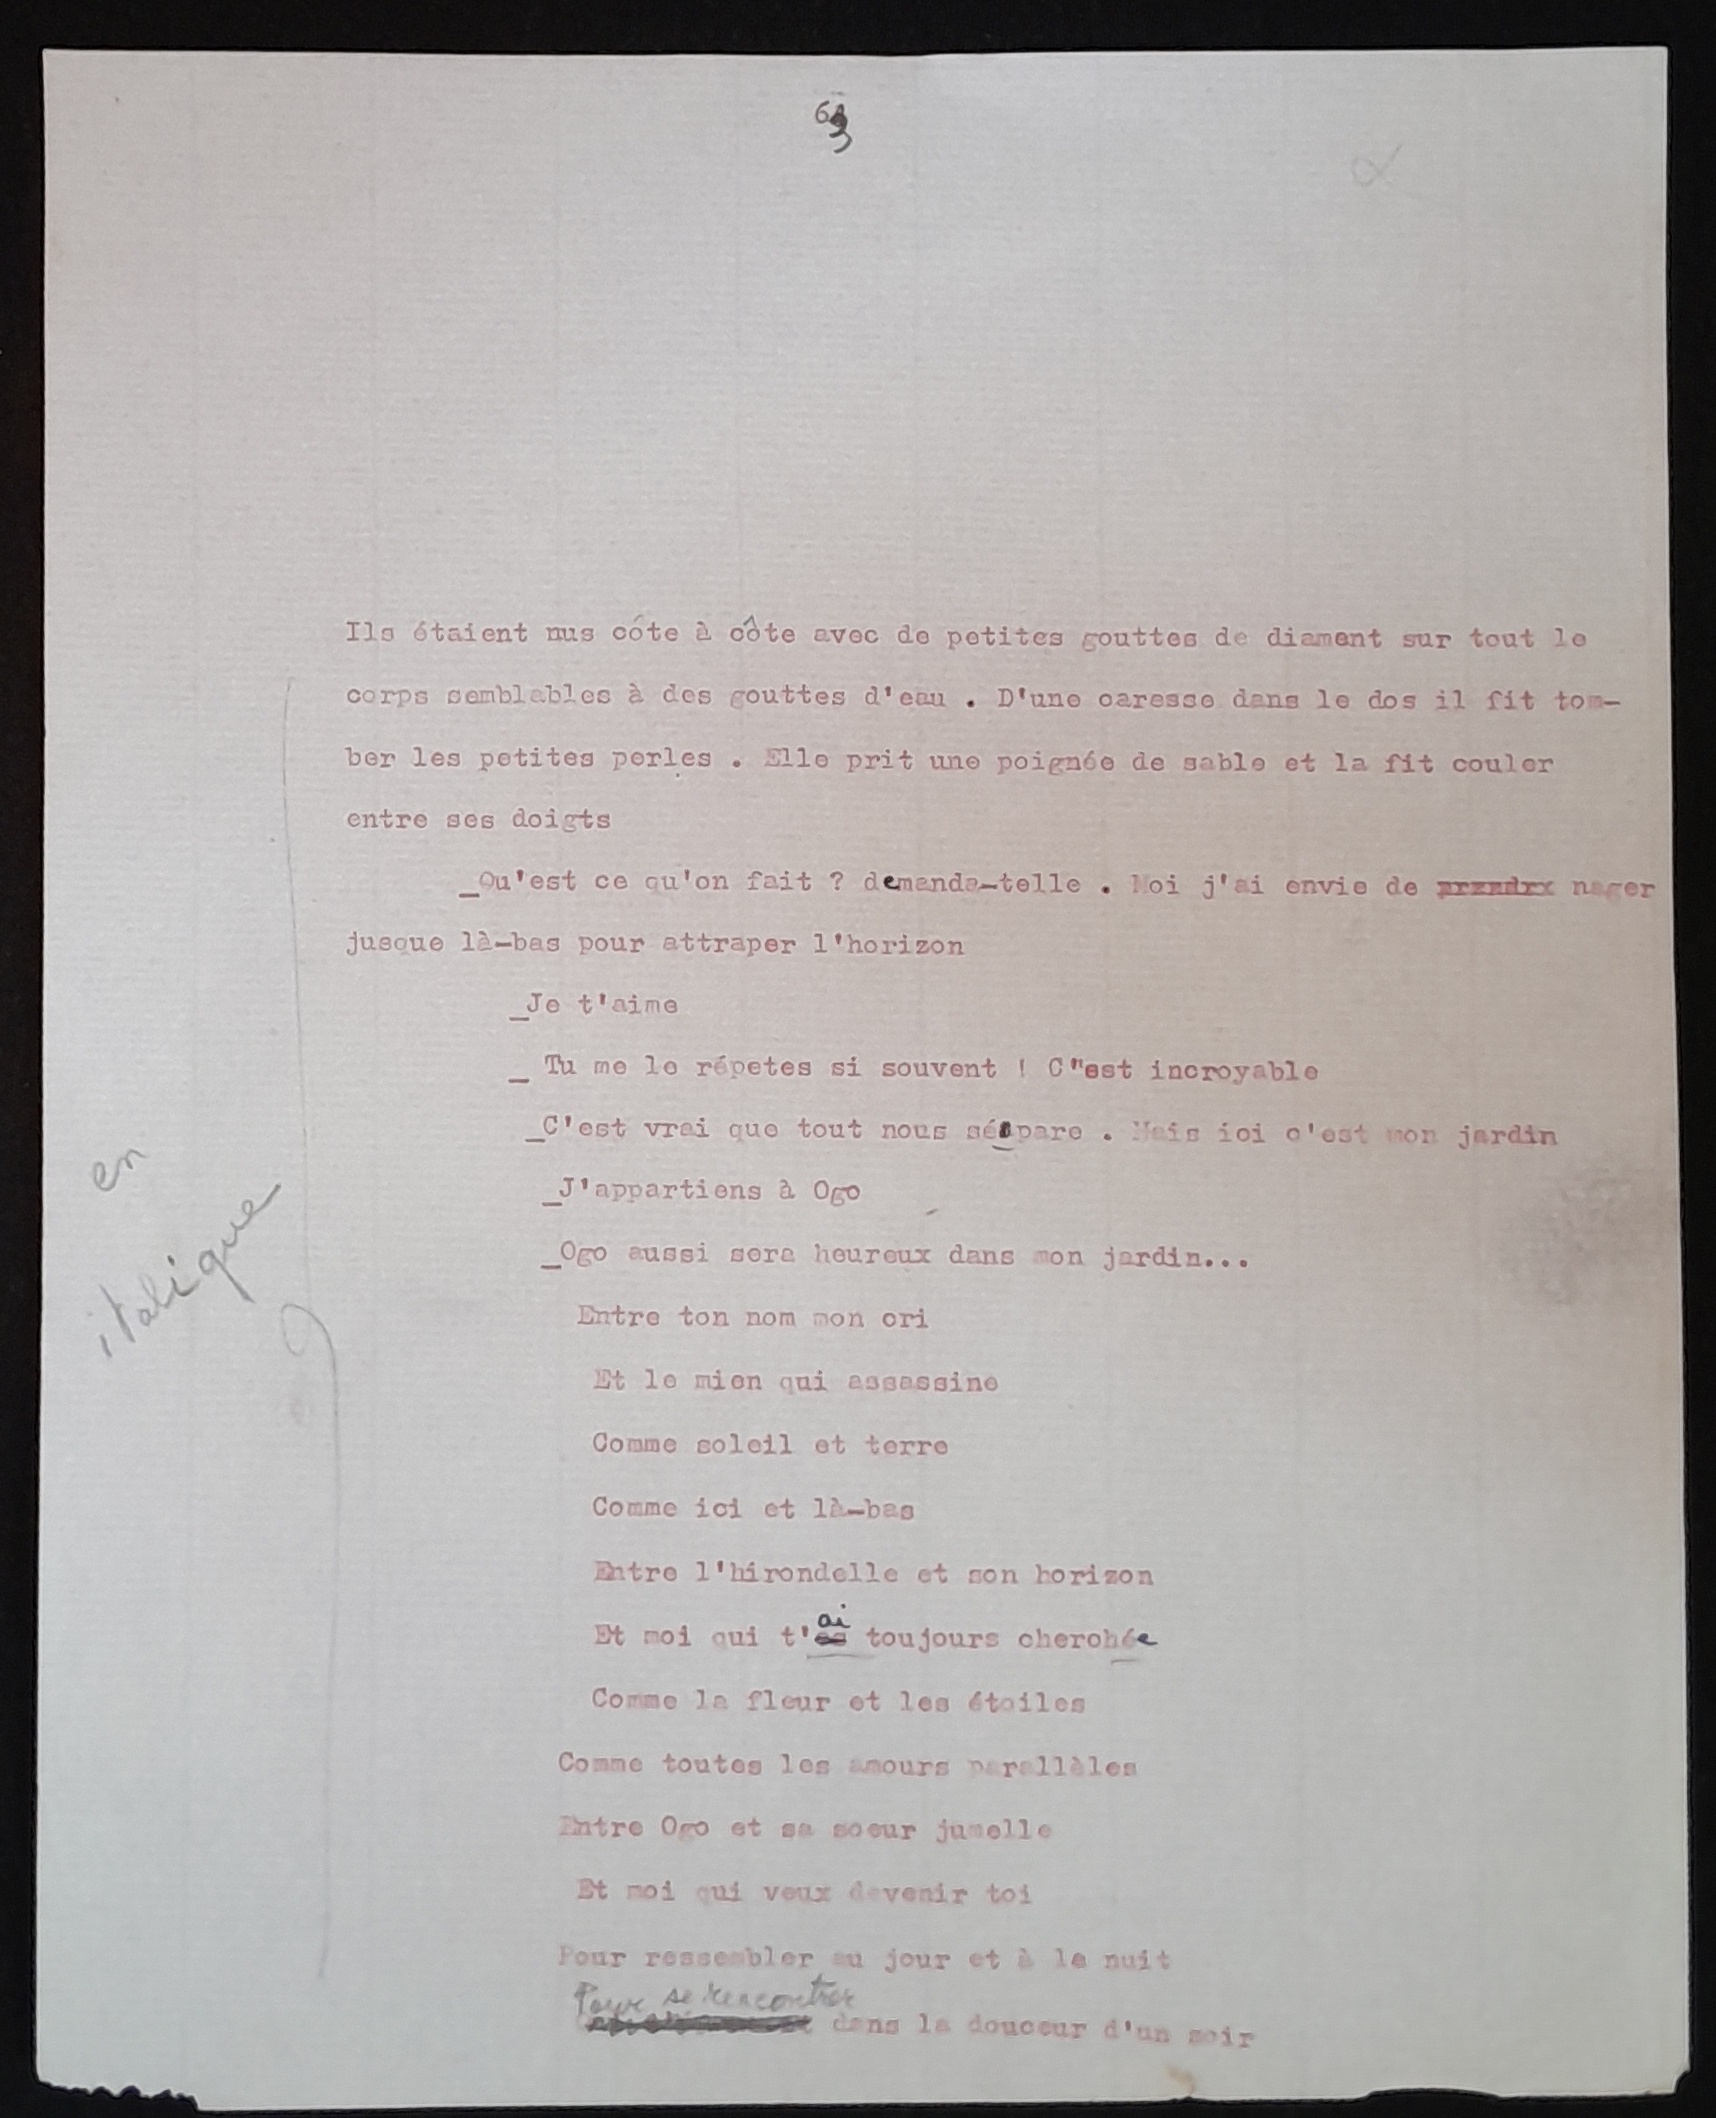 63
Ils étaient nus côte à côte avec de petites gouttes de diament sur tout le
corps semblables à des gouttes d'eau . D'une caresse dans le dos il fit tom-
ber les petites perles . Elle prit une poignée de sable et la fit couler
entre ses doigts
_Qu'est ce qu'on fait ? demanda-telle . Moi j'ai envie de prendrx nager
jusque là-bas pour attraper l'horizon
_Je t'aime
_ Tu me le répetes si souvent ! C"est incroyable
_C'est vrai que tout nous sépare . Mais ici c'est mon jardin
_J'appartiens à Ogo
_Ogo aussi sera heureux dans mon jardin...
en
italique
Entre ton nom mon cri
Et le mien qui assassine
Comme soleil et terre
Comme ici et là-bas
Entre l'hirondelle et son horizon
Et moi qui t'ai toujours cherchée
Comme la fleur et les étoiles
Comme toutes les amours parallèles
Entre Ogo et sa soeur jumelle
Et moi qui veux devenir toi
Pour ressembler au jour et à la nuit
Pour se rencontrer
dans la douceur d'un soir